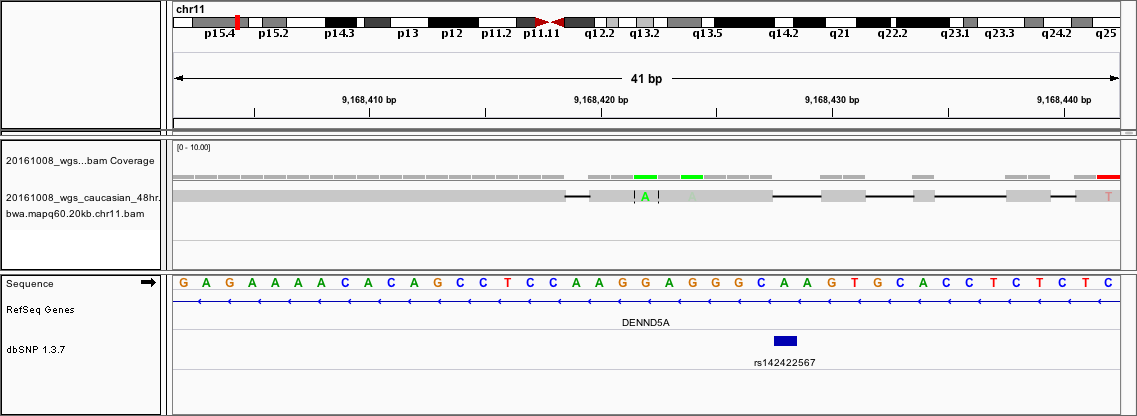 chr11
p15.4 p15.2 p14.3 p13 p12 p11.2 p11.11 q12.2 q13.2 q13.5 q14.2 q21 q22.2 q23.1 q23.3 q24.2 q25
41 bp
9,168,410 bp 9,168,420 bp 9,168,430 bp 9,168,440 bp
[0 - 10.00]
20161008_wgs...bam Coverage
20161008_wgs_caucasian_48hr.
bwa.mapq60.20kb.chr11.bam
A A T
Sequence G A G A A A A C A C A G C C T C C A A G G A G G G C A A G T G C A C C T C T C T C
RefSeq Genes
DENND5A
dbSNP 1.3.7
rs142422567